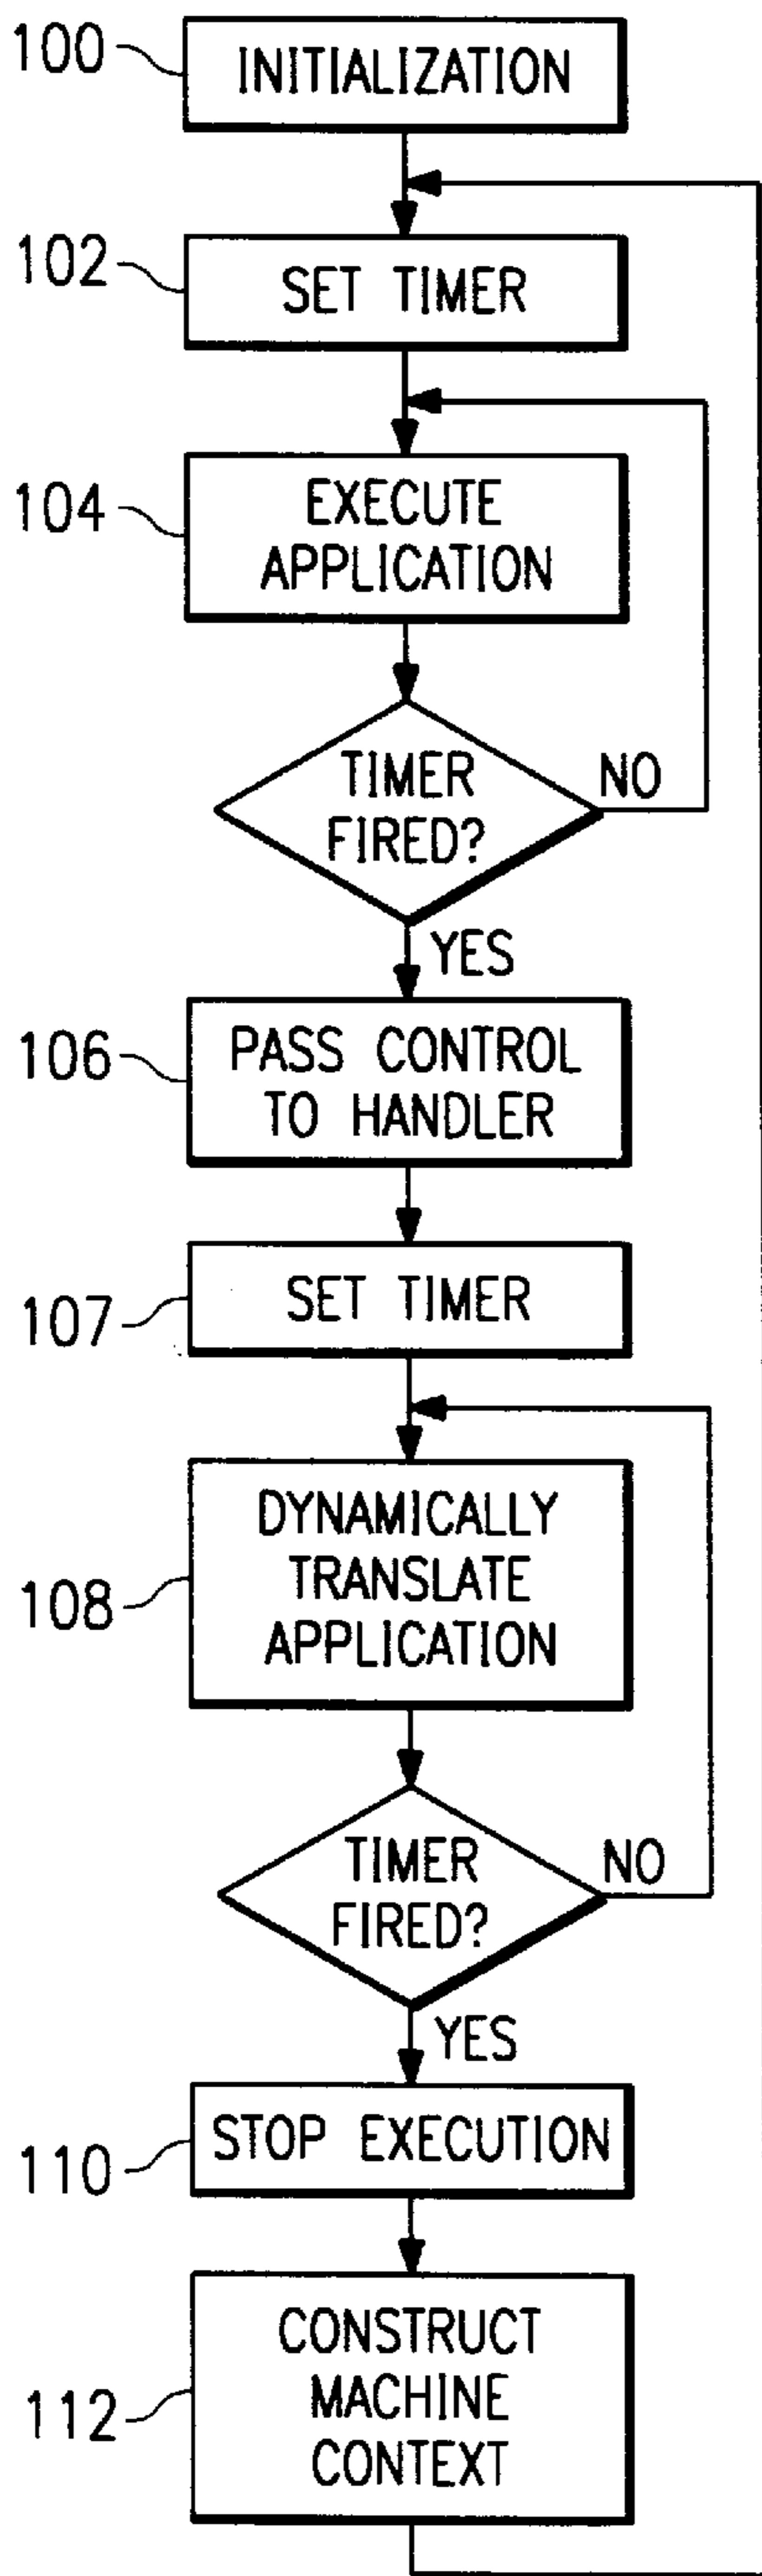 100
INITIALIZATION
102
SET TIMER
104
EXECUTE
APPLICATION
TIMER
FIRED?
NO
YES
106
PASS CONTROL
TO HANDLER
107
SET TIMER
108
DYNAMICALLY
TRANSLATE
APPLICATION
TIMER
FIRED?
NO
YES
110
STOP EXECUTION
112
CONSTRUCT
MACHINE
CONTEXT